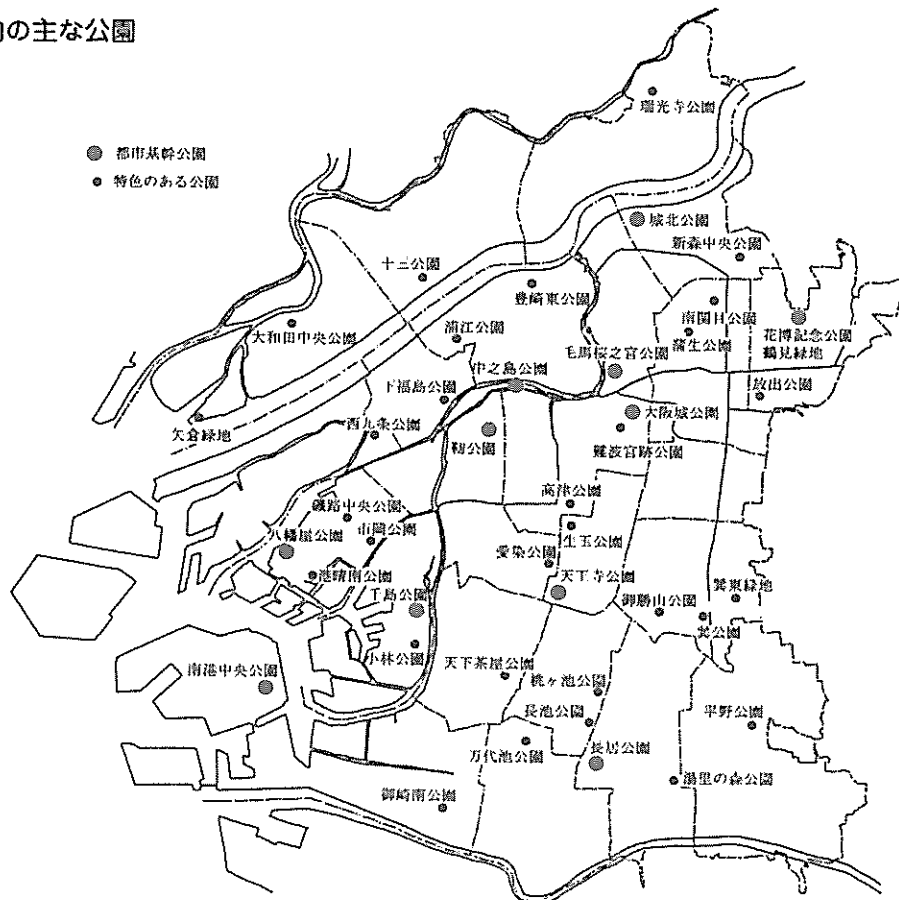 の主な公園
都市基幹公園
特色のある公園
瑞光寺公園
城北公園
新森中央公園
十三公園
豊崎東公園
南関目公園
花博記念公園
鶴見緑地
大和田中央公園
浦江公園
蒲生公園
毛馬桜之宮公園
中之島公園
下福島公園
放出公園
矢倉緑地
西九条公園
靭公園
大阪城公園
難波宮跡公園
高津公園
磯路中央公園
市岡公園
八幡屋公園
生玉公園
愛染公園
港晴南公園
天王寺公園
千島公園
御勝山公園
巽東緑地
巽公園
小林公園
天下茶屋公園
南港中央公園
桃ヶ池公園
長池公園
平野公園
万代池公園
長居公園
湯里の森公園
御崎南公園